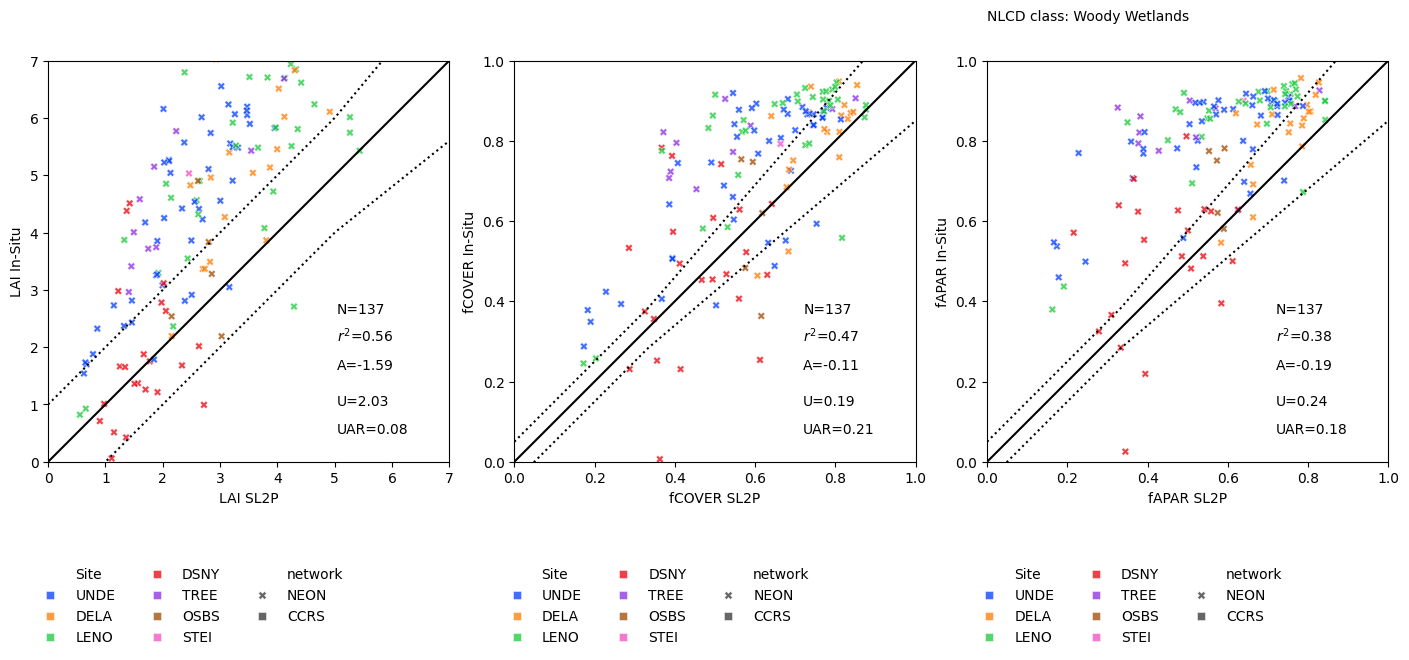 NLCD class: Woody Wetlands
7
6
5
4
3
2
1
0
LAI In-Situ
N=137
r²=0.56
A=-1.59
U=2.03
UAR=0.08
0 1 2 3 4 5 6 7
LAI SL2P
1.0
0.8
0.6
0.4
0.2
0.0
fCOVER In-Situ
N=137
r²=0.47
A=-0.11
U=0.19
UAR=0.21
0.0 0.2 0.4 0.6 0.8 1.0
fCOVER SL2P
1.0
0.8
0.6
0.4
0.2
0.0
fAPAR In-Situ
N=137
r²=0.38
A=-0.19
U=0.24
UAR=0.18
0.0 0.2 0.4 0.6 0.8 1.0
fAPAR SL2P
Site DSNY network
UNDE TREE NEON
DELA OSBS CCRS
LENO STEI
Site DSNY network
UNDE TREE NEON
DELA OSBS CCRS
LENO STEI
Site DSNY network
UNDE TREE NEON
DELA OSBS CCRS
LENO STEI